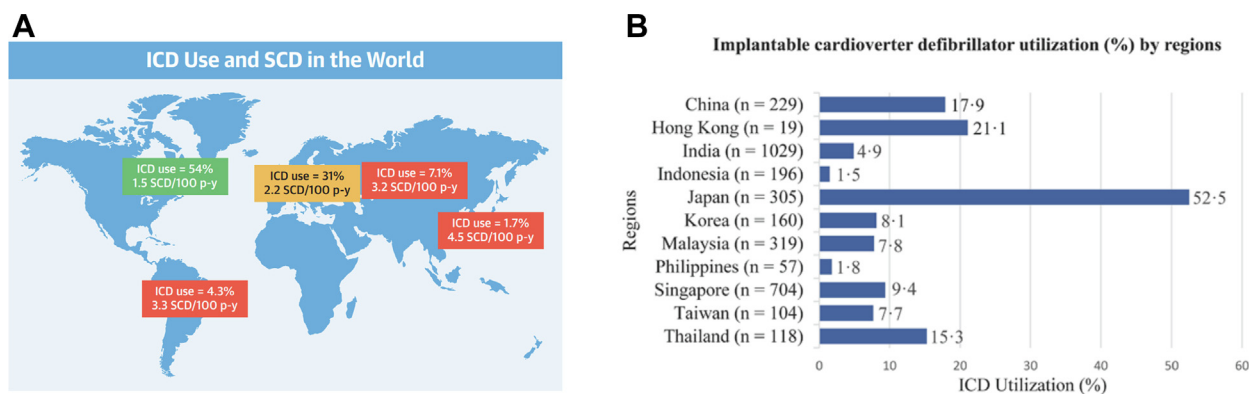 A
ICD Use and SCD in the World
ICD use = 54%
1.5 SCD/100 p-y
ICD use = 31%
2.2 SCD/100 p-y
ICD use = 7.1%
3.2 SCD/100 p-y
ICD use = 1.7%
4.5 SCD/100 p-y
ICD use = 4.3%
3.3 SCD/100 p-y
B
Implantable cardioverter defibrillator utilization (%) by regions
Regions
China (n = 229) 17·9
Hong Kong (n = 19) 21·1
India (n = 1029) 4·9
Indonesia (n = 196) 1·5
Japan (n = 305) 52·5
Korea (n = 160) 8·1
Malaysia (n = 319) 7·8
Philippines (n = 57) 1·8
Singapore (n = 704) 9·4
Taiwan (n = 104) 7·7
Thailand (n = 118) 15·3
0 10 20 30 40 50 60
ICD Utilization (%)